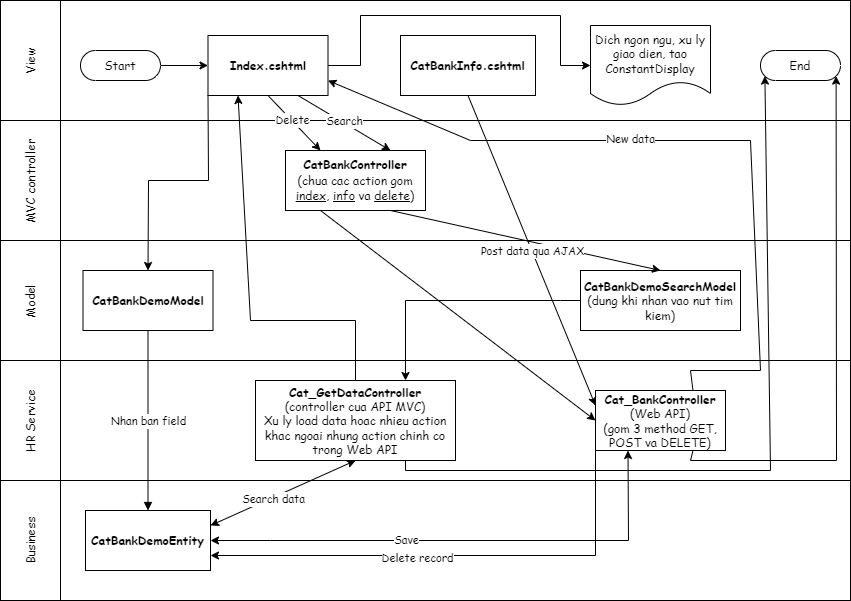 View
Start
Index.cshtml
CatBankInfo.cshtml
Dich ngon ngu, xu ly
giao dien, tao
ConstantDisplay
End
Delete
Search
New data
MVC controller
CatBankController
(chua cac action gom
index, info va delete)
Post data qua AJAX
Model
CatBankDemoModel
CatBankDemoSearchModel
(dung khi nhan vao nut tim
kiem)
HR Service
Nhan ban field
Cat_GetDataController
(controller cua API MVC)
Xu ly load data hoac nhieu action
khac ngoai nhung action chinh co
trong Web API
Cat_BankController
(Web API)
(gom 3 method GET,
POST va DELETE)
Business
Search data
CatBankDemoEntity
Save
Delete record